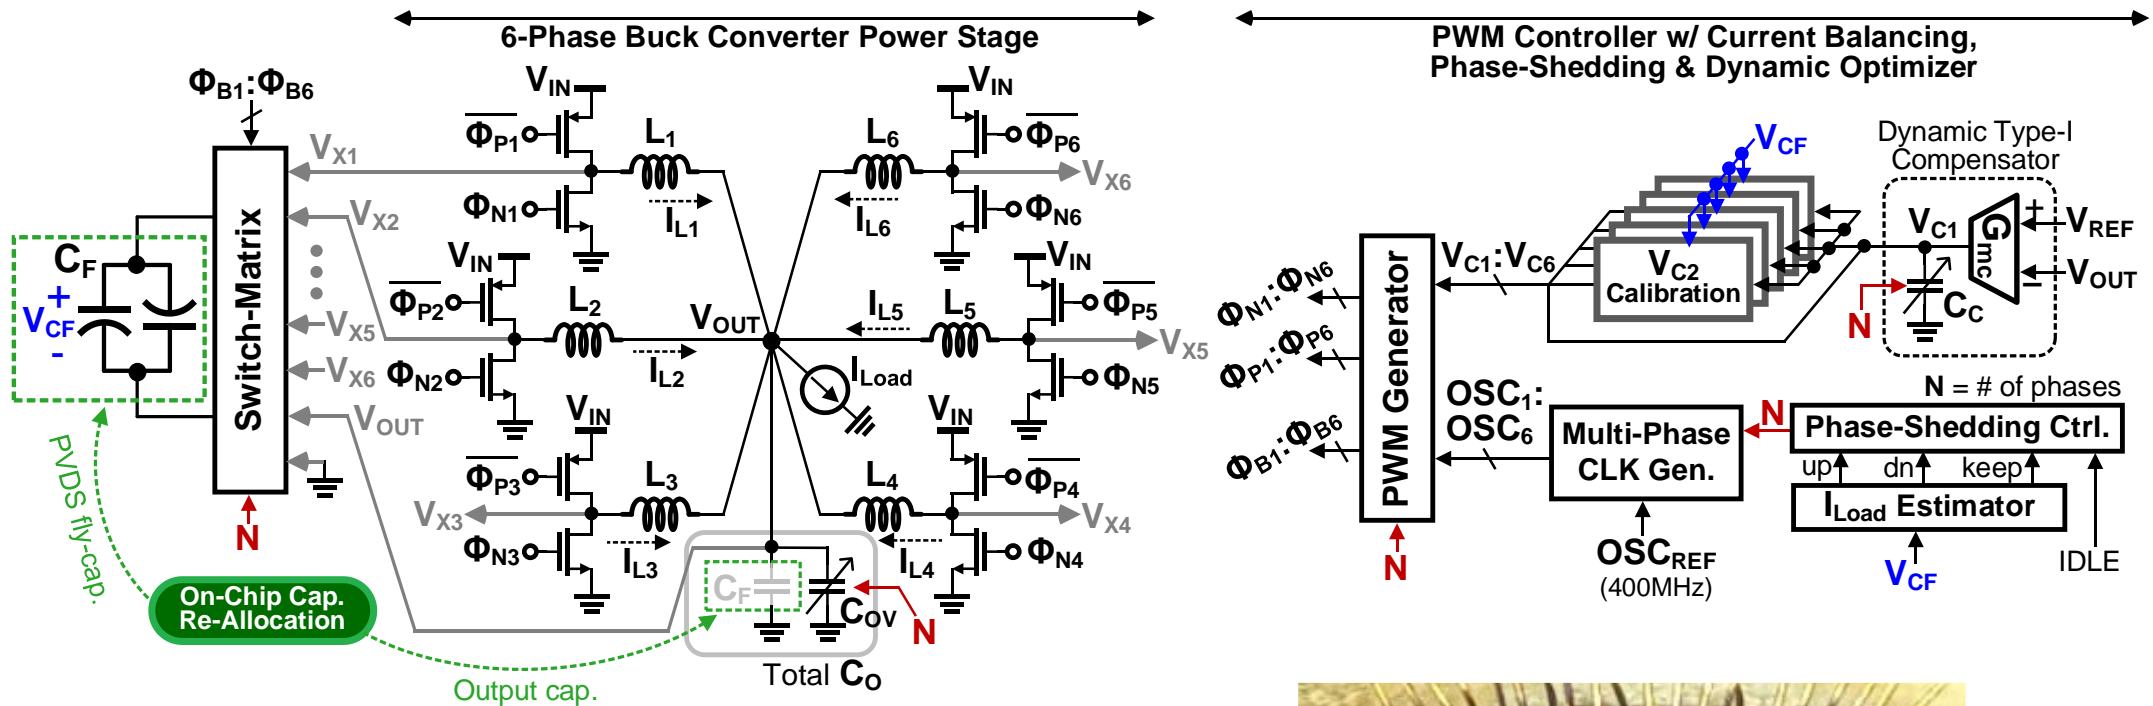 6-Phase Buck Converter Power Stage
PWM Controller w/ Current Balancing,
Phase-Shedding & Dynamic Optimizer
ΦB1:ΦB6
Switch-Matrix
CF
+
VCF
-
N
PVDS fly-cap.
On-Chip Cap.
Re-Allocation
Output cap.
VX1
VX2
VX5
VX6
VOUT
VIN
ΦP1
ΦN1
L1
IL1
VIN
ΦP2
ΦN2
L2
IL2
VIN
ΦP3
ΦN3
VX3
L3
IL3
VOUT
ILoad
VIN
L6
IL6
ΦP6
ΦN6
VX6
VIN
L5
IL5
ΦP5
ΦN5
VX5
VIN
L4
IL4
ΦP4
ΦN4
VX4
CF
COV
N
Total CO
ΦN1:ΦN6
ΦP1:ΦP6
ΦB1:ΦB6
PWM Generator
N
VC1:VC6
VCF
VC2
Calibration
Dynamic Type-I
Compensator
VC1
Gmc
+
−
VREF
VOUT
N
CC
OSC1:
OSC6
Multi-Phase
CLK Gen.
OSCREF
(400MHz)
N = # of phases
N
Phase-Shedding Ctrl.
up dn keep
ILoad Estimator
VCF
IDLE